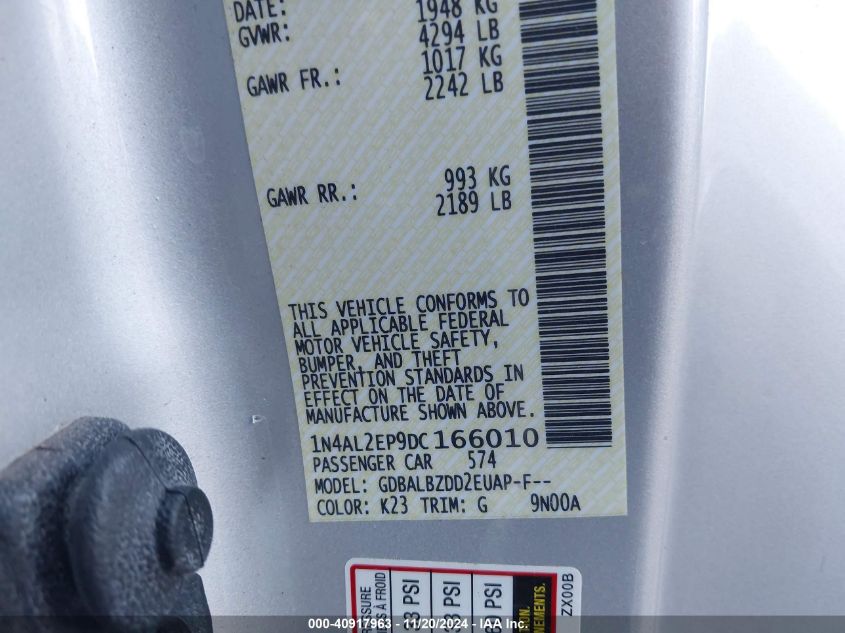 DATE: 1948 KG
GVWR: 4294 LB
GAWR FR.: 1017 KG
2242 LB
GAWR RR.: 993 KG
2189 LB
THIS VEHICLE CONFORMS TO
ALL APPLICABLE FEDERAL
MOTOR VEHICLE SAFETY,
BUMPER, AND THEFT
PREVENTION STANDARDS IN
EFFECT ON THE DATE OF
MANUFACTURE SHOWN ABOVE.
1N4AL2EP9DC166010
PASSENGER CAR 574
MODEL: GDBALBZDD2EUAP-F--
COLOR: K23 TRIM: G 9N00A
À FROID
PSI
PSI
PSI
ZX00B
000-40917963 - 11/20/2024 - IAA Inc.